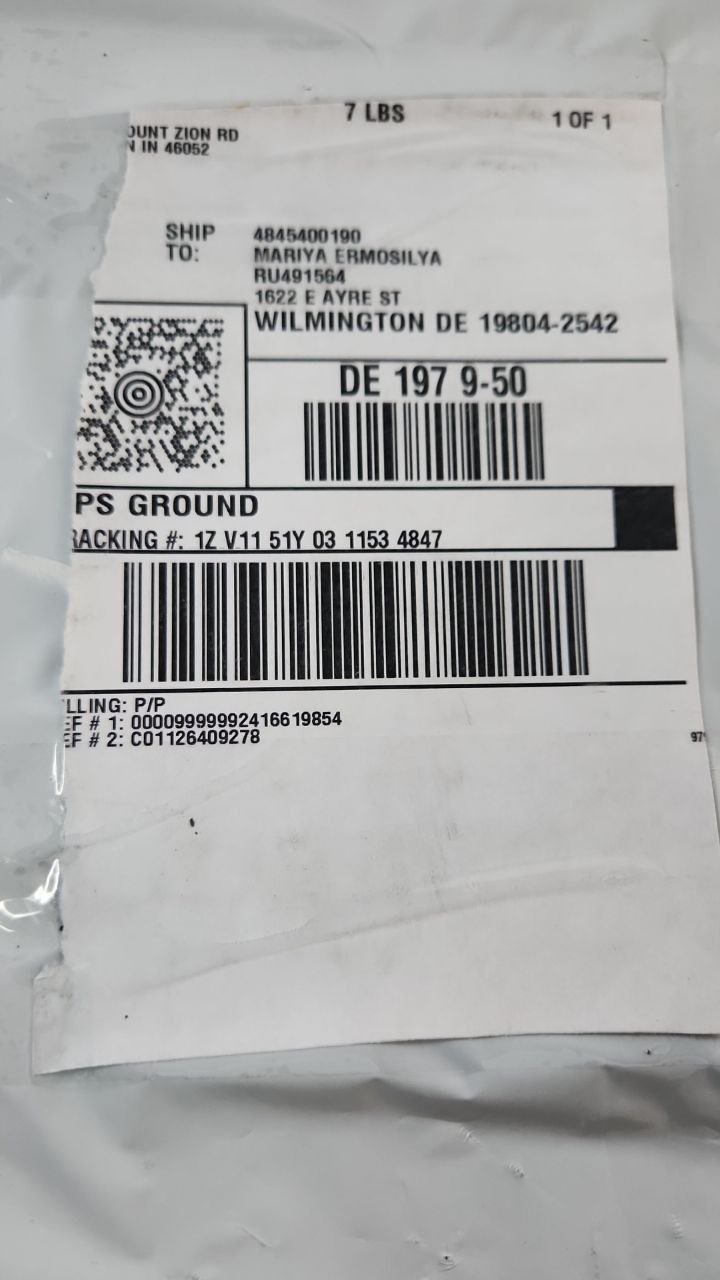 7 LBS
1 OF 1
OUNT ZION RD
N IN 46052
SHIP TO:
4845400190
MARIYA ERMOSILYA
RU491564
1622 E AYRE ST
WILMINGTON DE 19804-2542
DE 197 9-50
PS GROUND
RACKING #: 1Z V11 51Y 03 1153 4847
LLING: P/P
EF # 1: 00009999992416619854
EF # 2: C01126409278